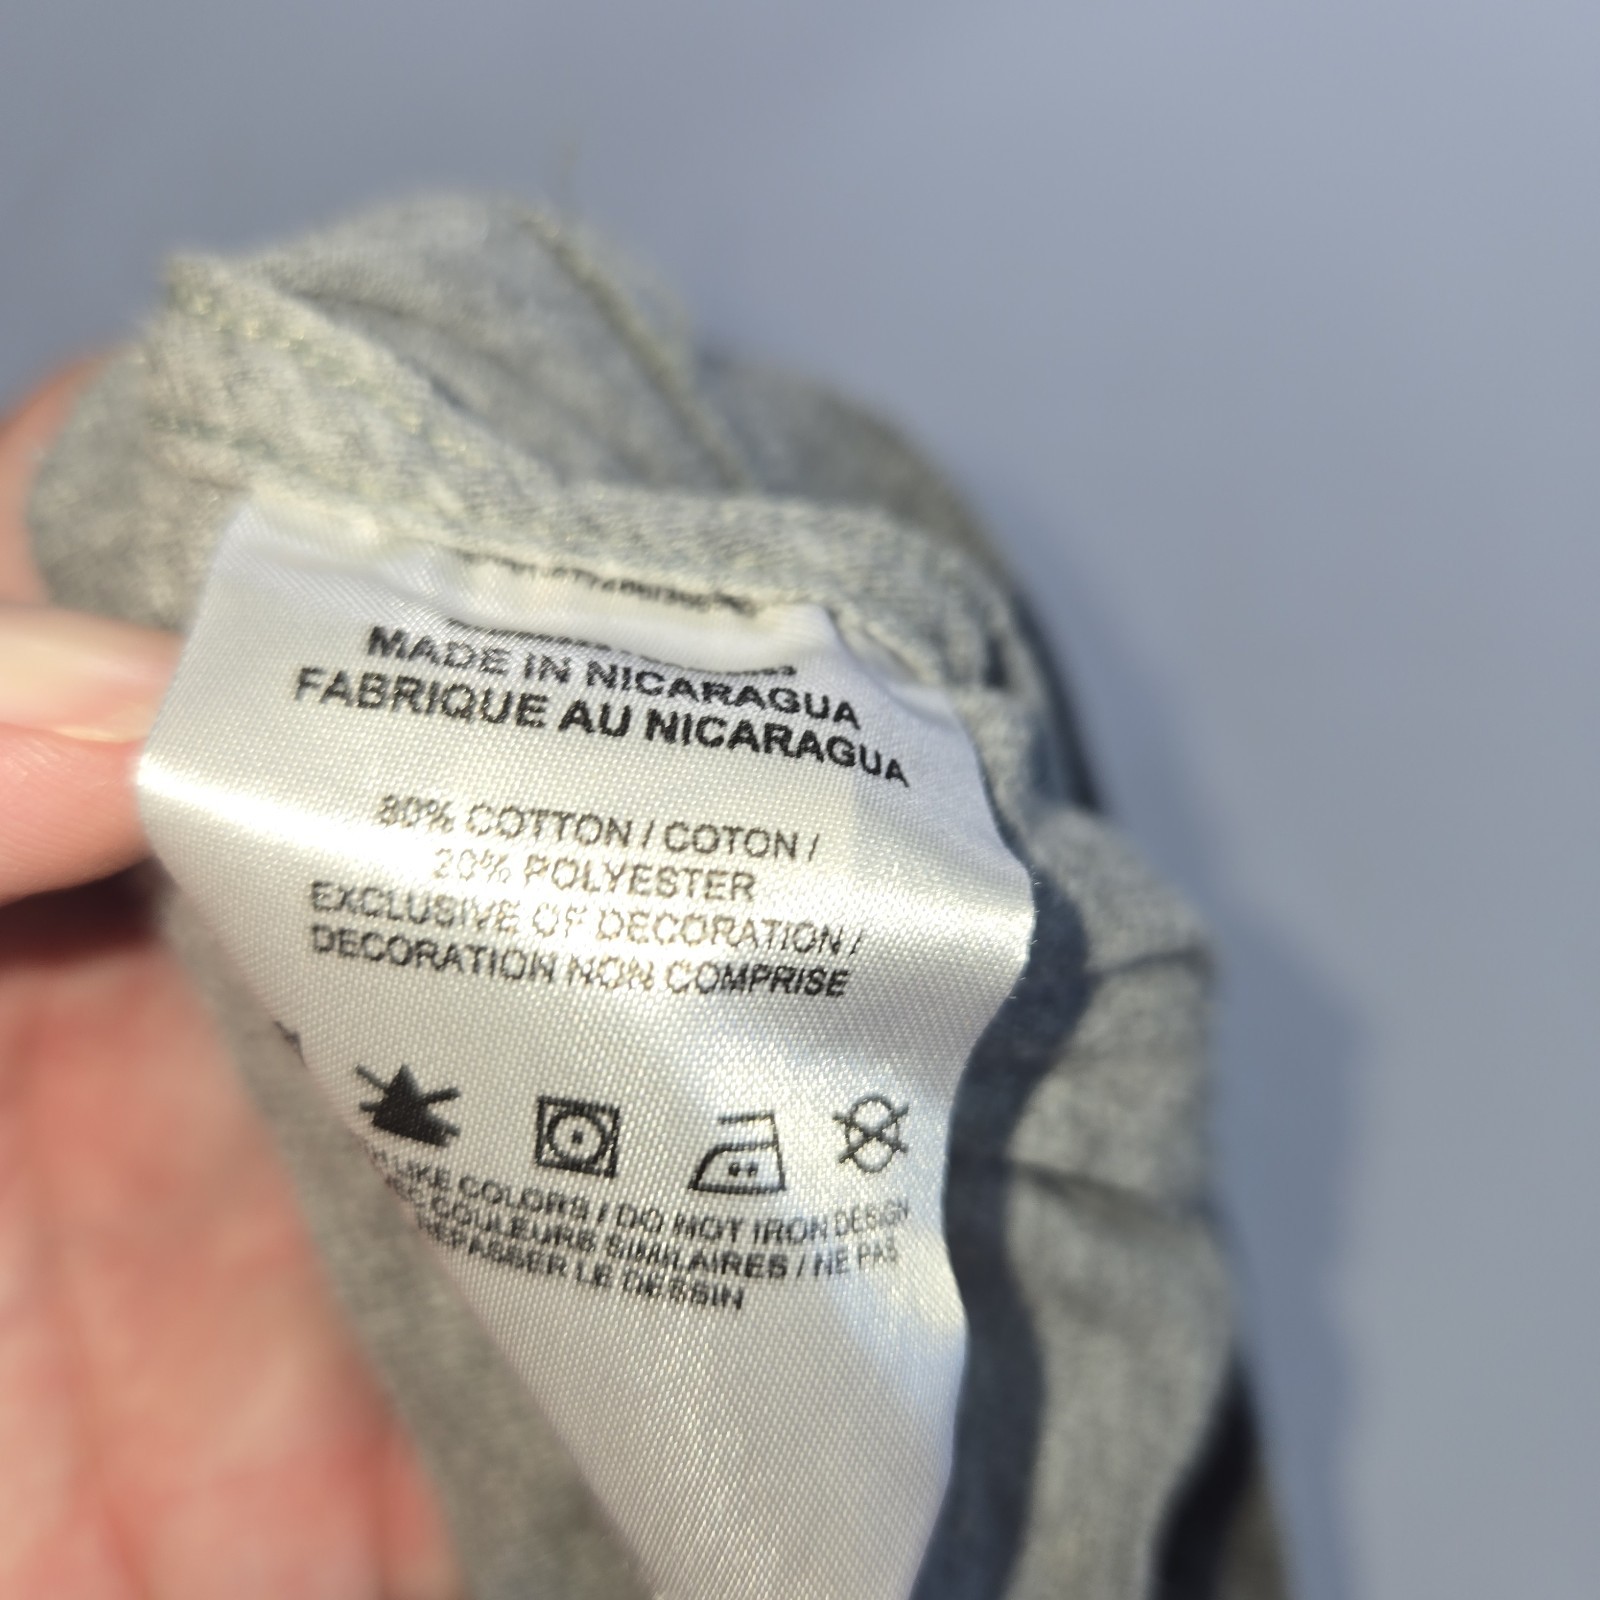 MADE IN NICARAGUA
FABRIQUE AU NICARAGUA
80% COTTON / COTON /
20% POLYESTER
EXCLUSIVE OF DECORATION /
DECORATION NON COMPRISE
LIKE COLORS / DO NOT IRON DESIGN
COULEURS SIMILAIRES / NE PAS
REPASSER LE DESSIN